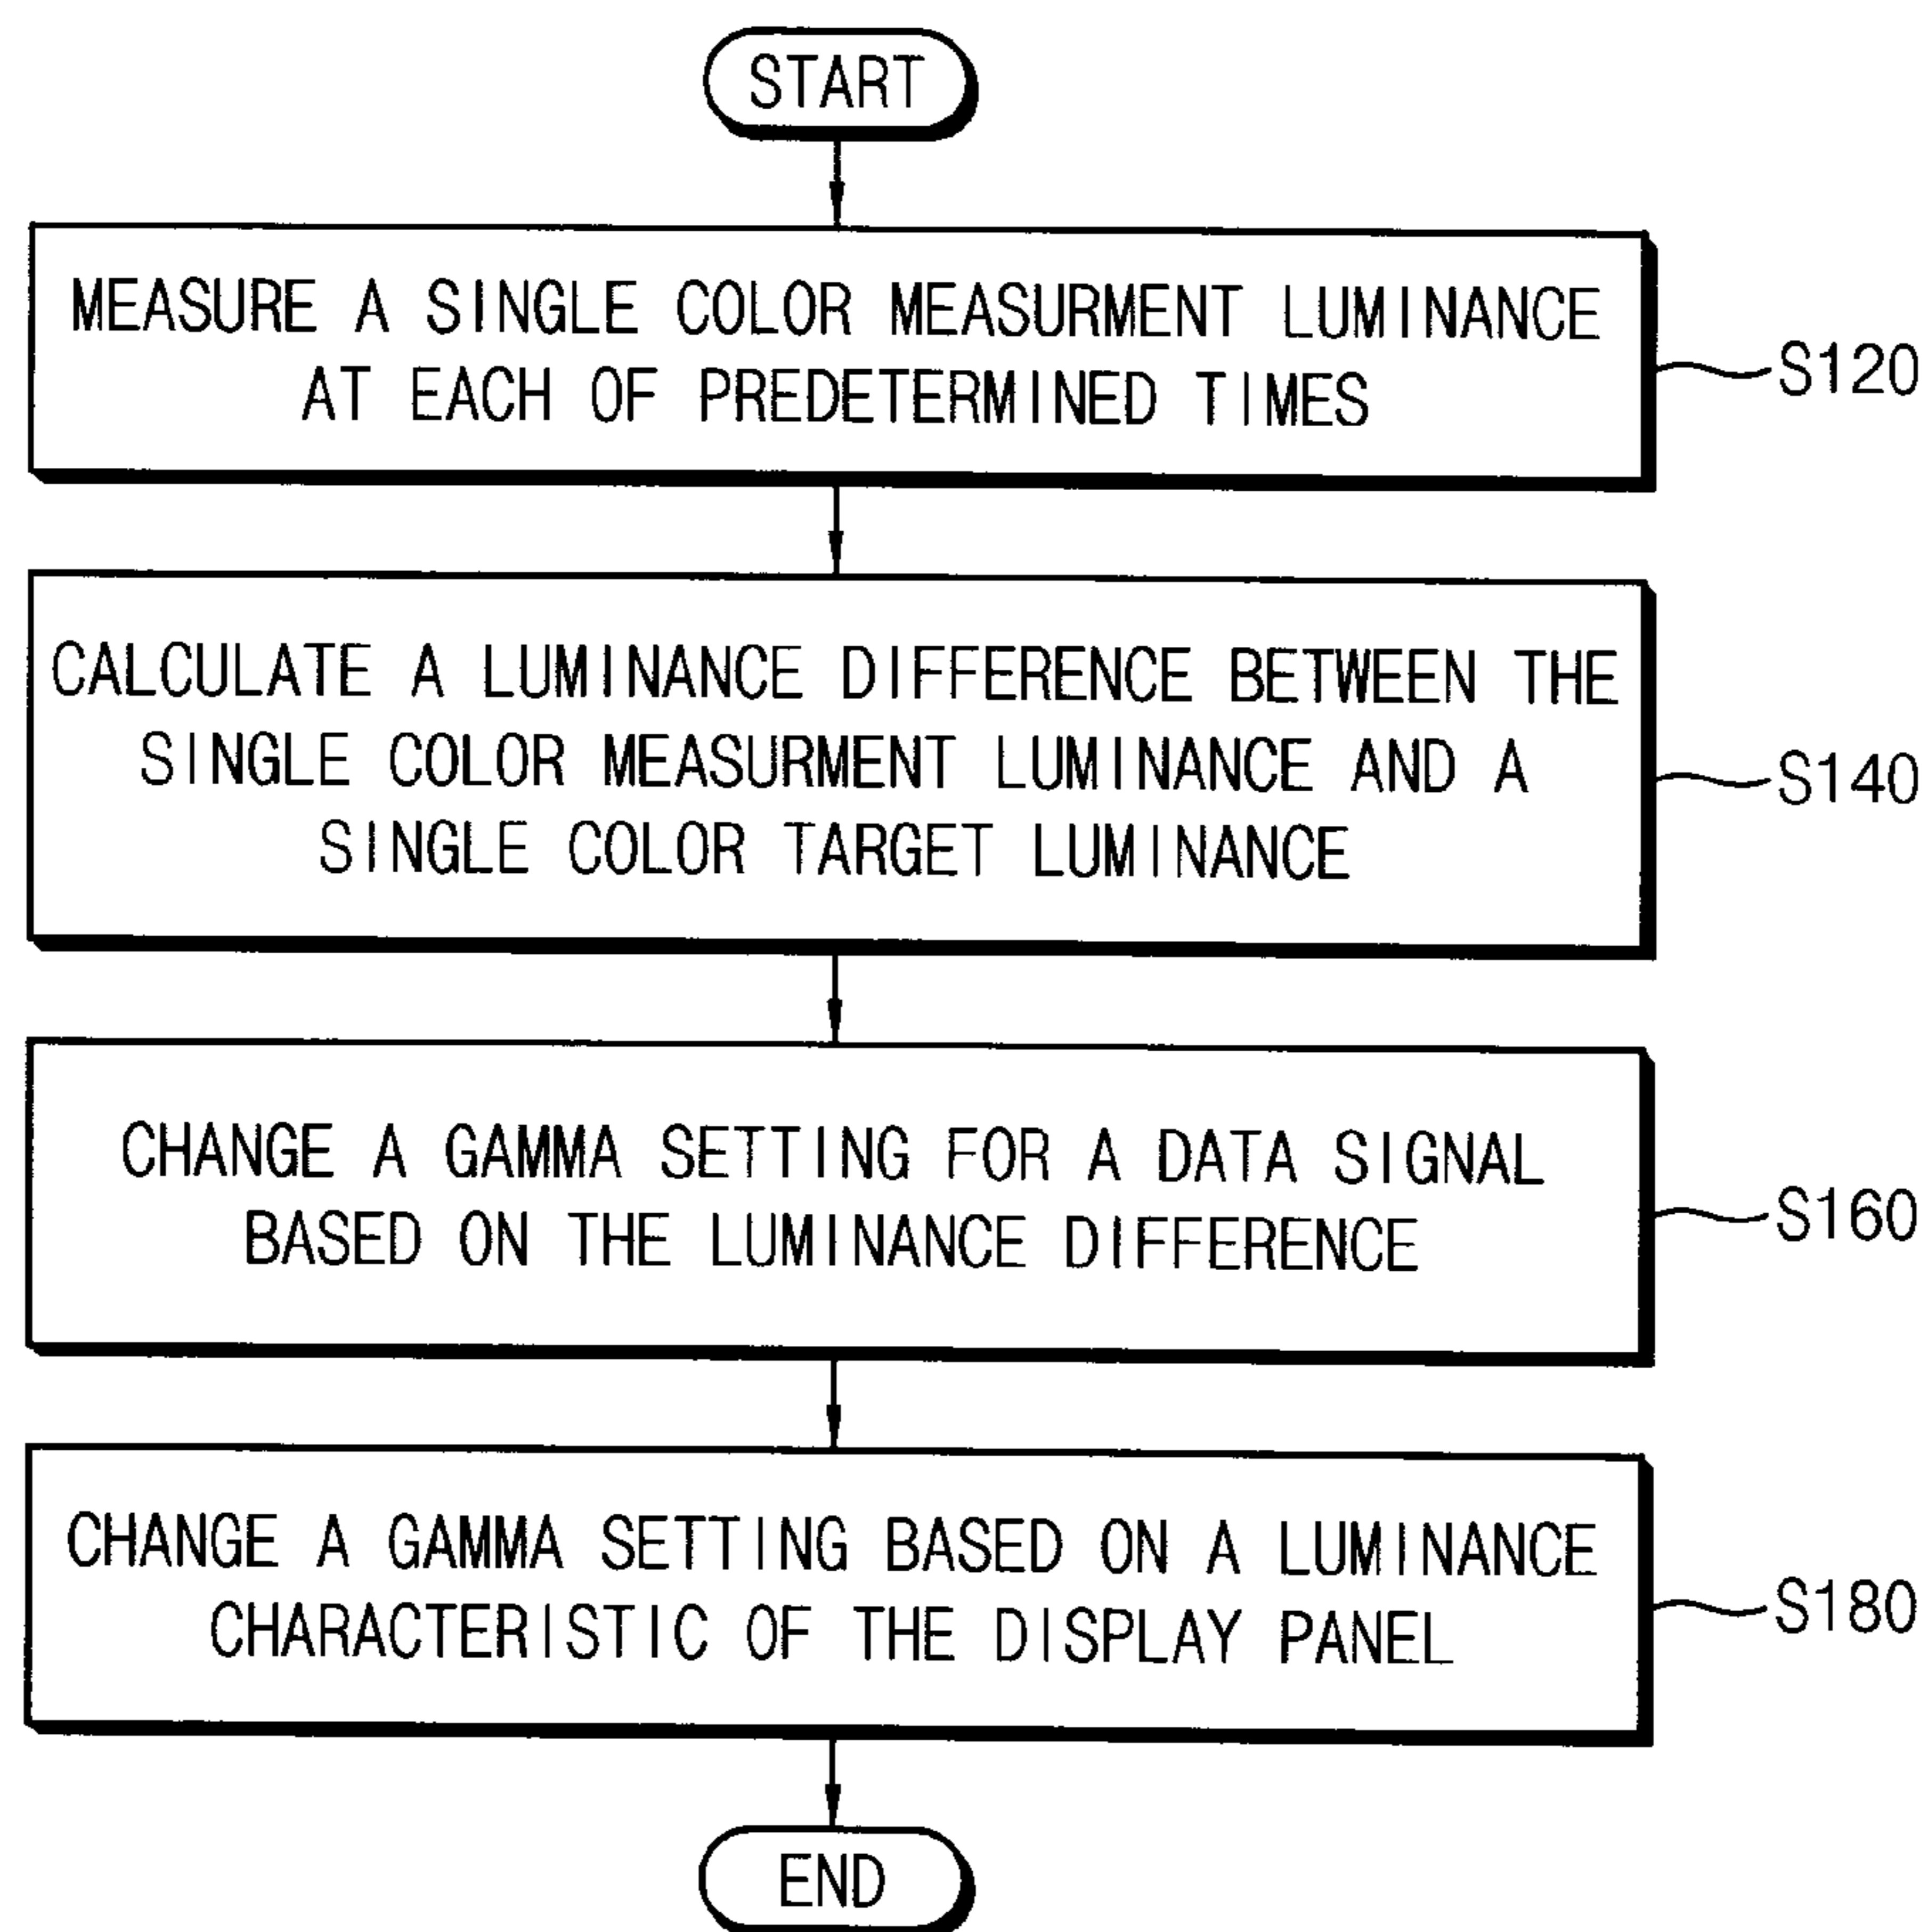 START
MEASURE A SINGLE COLOR MEASURMENT LUMINANCE
AT EACH OF PREDETERMINED TIMES
S120
CALCULATE A LUMINANCE DIFFERENCE BETWEEN THE
SINGLE COLOR MEASURMENT LUMINANCE AND A
SINGLE COLOR TARGET LUMINANCE
S140
CHANGE A GAMMA SETTING FOR A DATA SIGNAL
BASED ON THE LUMINANCE DIFFERENCE
S160
CHANGE A GAMMA SETTING BASED ON A LUMINANCE
CHARACTERISTIC OF THE DISPLAY PANEL
S180
END